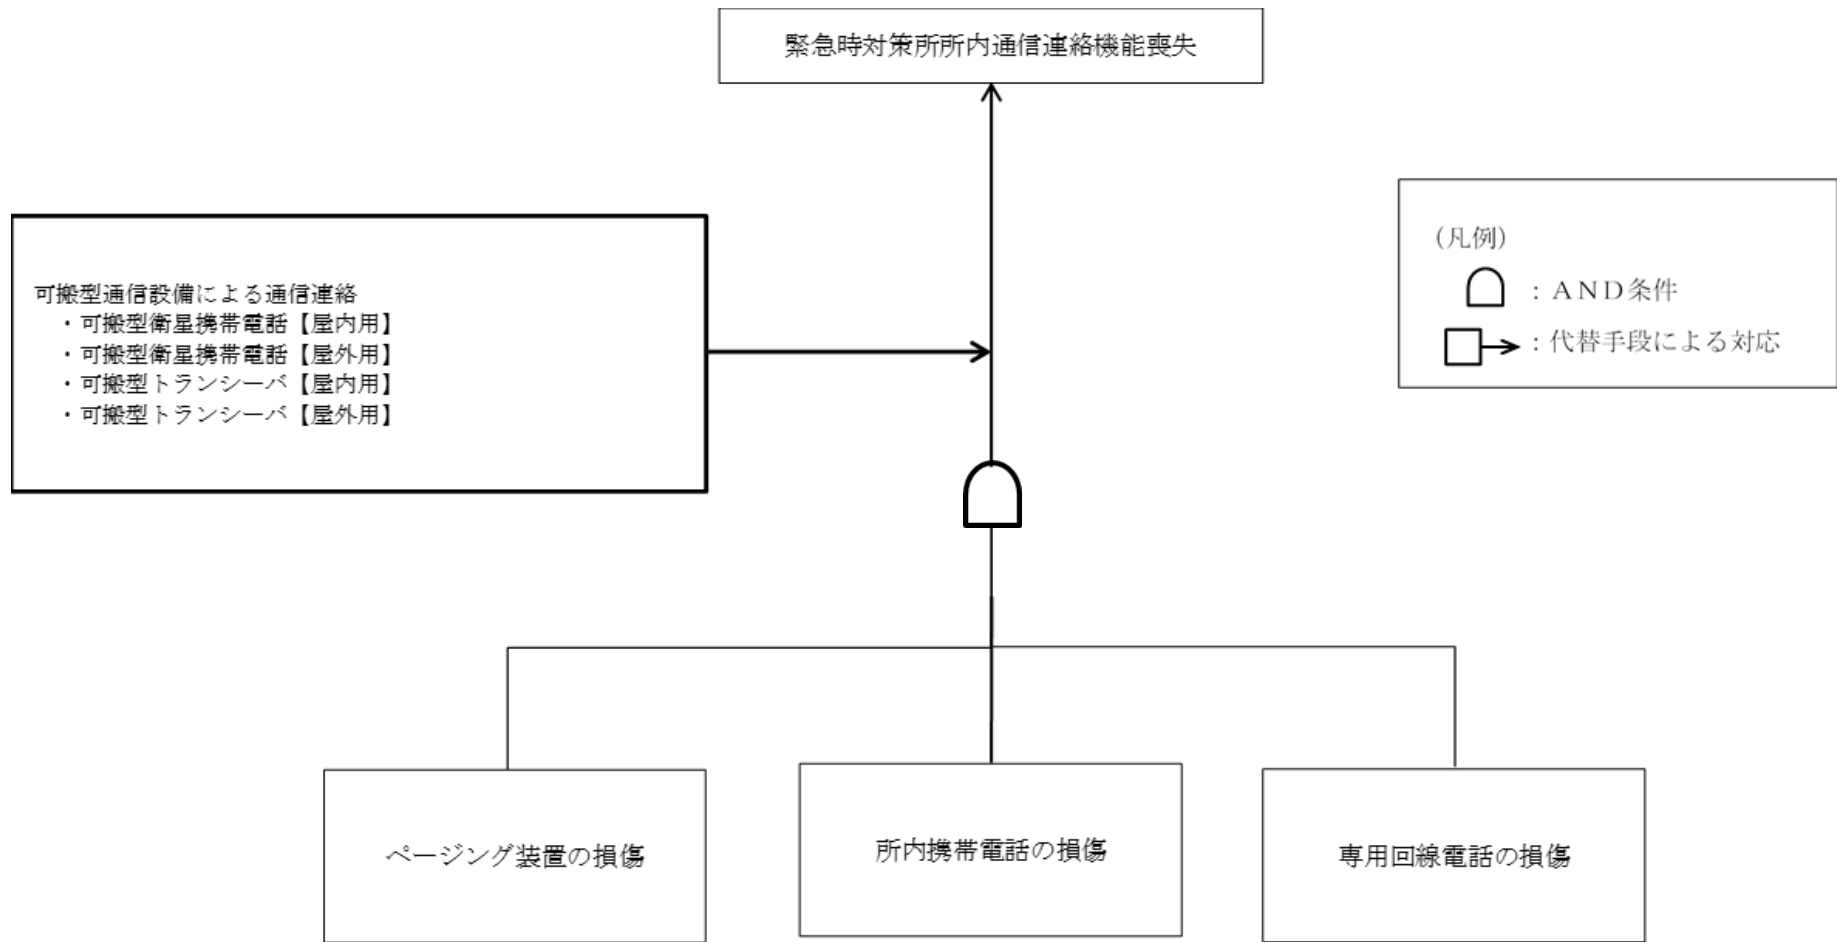 緊急時対策所所内通信連絡機能喪失
可搬型通信設備による通信連絡
・可搬型衛星携帯電話【屋内用】
・可搬型衛星携帯電話【屋外用】
・可搬型トランシーバ【屋内用】
・可搬型トランシーバ【屋外用】
(凡例)
：ＡＮＤ条件
：代替手段による対応
ページング装置の損傷
所内携帯電話の損傷
専用回線電話の損傷